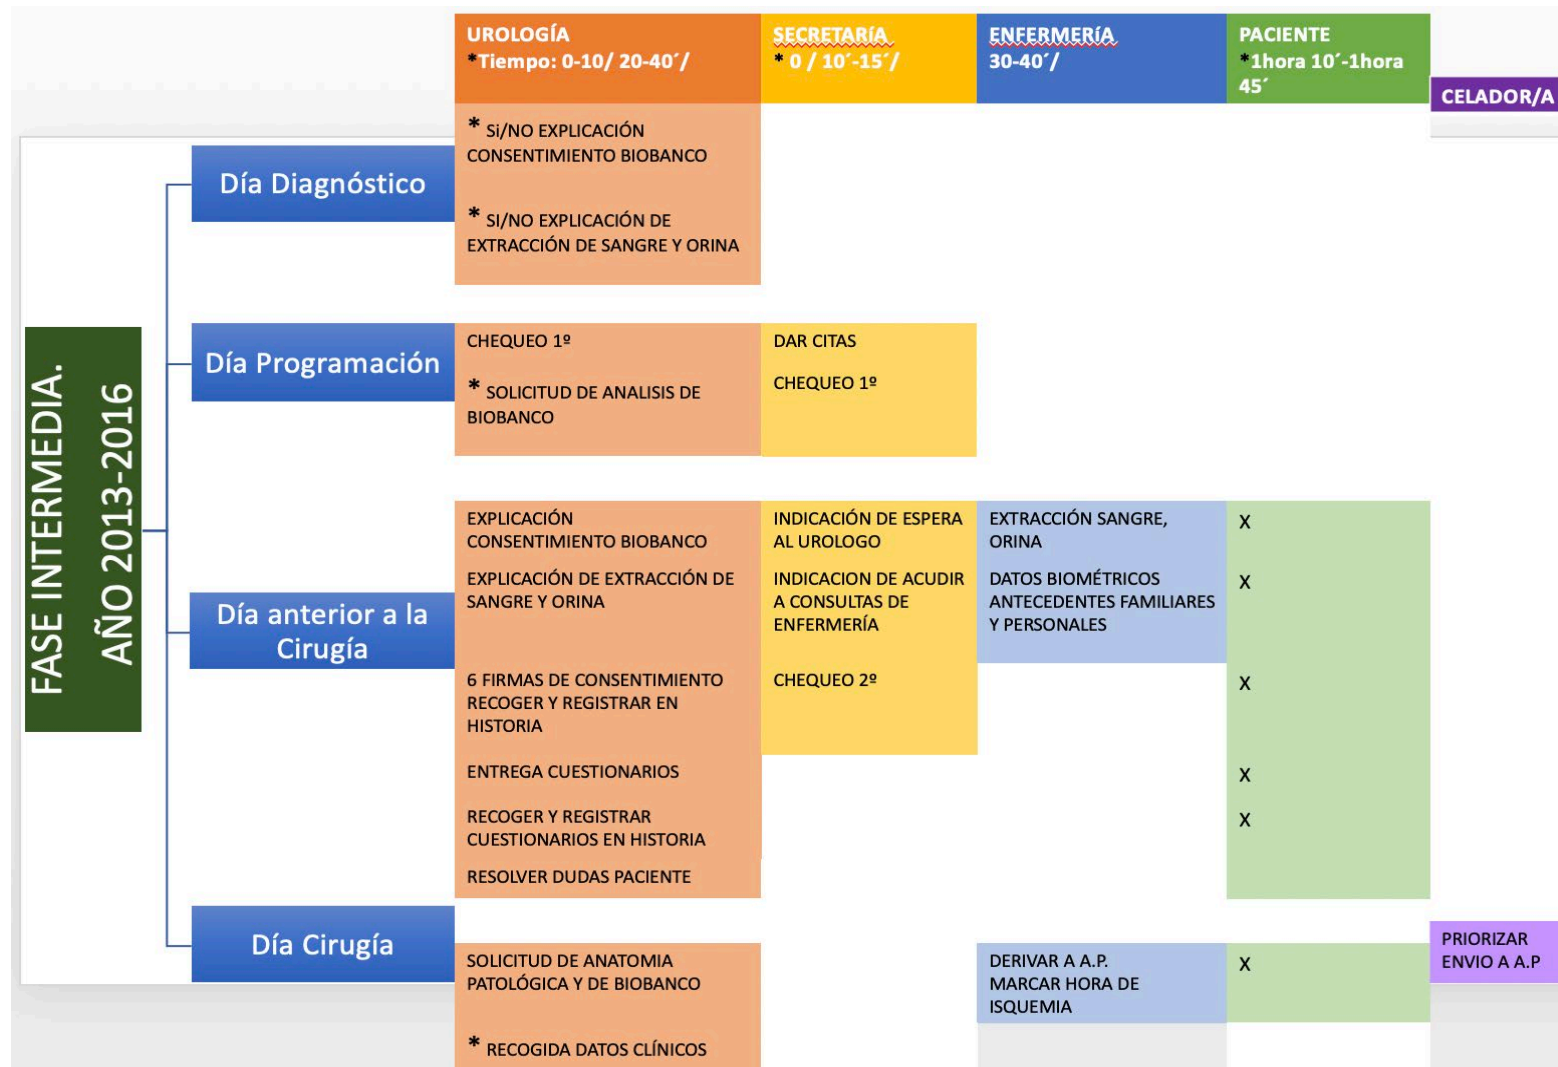 UROLOGÍA
*Tiempo: 0-10/ 20-40´/
SECRETARíA
* 0 / 10´-15´/
ENFERMERíA
30-40´/
PACIENTE
*1hora 10´-1hora
45´
CELADOR/A
FASE INTERMEDIA.
AÑO 2013-2016
Día Diagnóstico
* Si/NO EXPLICACIÓN
CONSENTIMIENTO BIOBANCO
* SI/NO EXPLICACIÓN DE
EXTRACCIÓN DE SANGRE Y ORINA
Día Programación
CHEQUEO 1º
* SOLICITUD DE ANALISIS DE
BIOBANCO
DAR CITAS
CHEQUEO 1º
Día anterior a la
Cirugía
EXPLICACIÓN
CONSENTIMIENTO BIOBANCO
EXPLICACIÓN DE EXTRACCIÓN DE
SANGRE Y ORINA
6 FIRMAS DE CONSENTIMIENTO
RECOGER Y REGISTRAR EN
HISTORIA
ENTREGA CUESTIONARIOS
RECOGER Y REGISTRAR
CUESTIONARIOS EN HISTORIA
RESOLVER DUDAS PACIENTE
INDICACIÓN DE ESPERA
AL UROLOGO
INDICACION DE ACUDIR
A CONSULTAS DE
ENFERMERÍA
CHEQUEO 2º
EXTRACCIÓN SANGRE,
ORINA
DATOS BIOMÉTRICOS
ANTECEDENTES FAMILIARES
Y PERSONALES
X
X
X
X
X
Día Cirugía
SOLICITUD DE ANATOMIA
PATOLÓGICA Y DE BIOBANCO
* RECOGIDA DATOS CLÍNICOS
DERIVAR A A.P.
MARCAR HORA DE
ISQUEMIA
X
PRIORIZAR
ENVIO A A.P